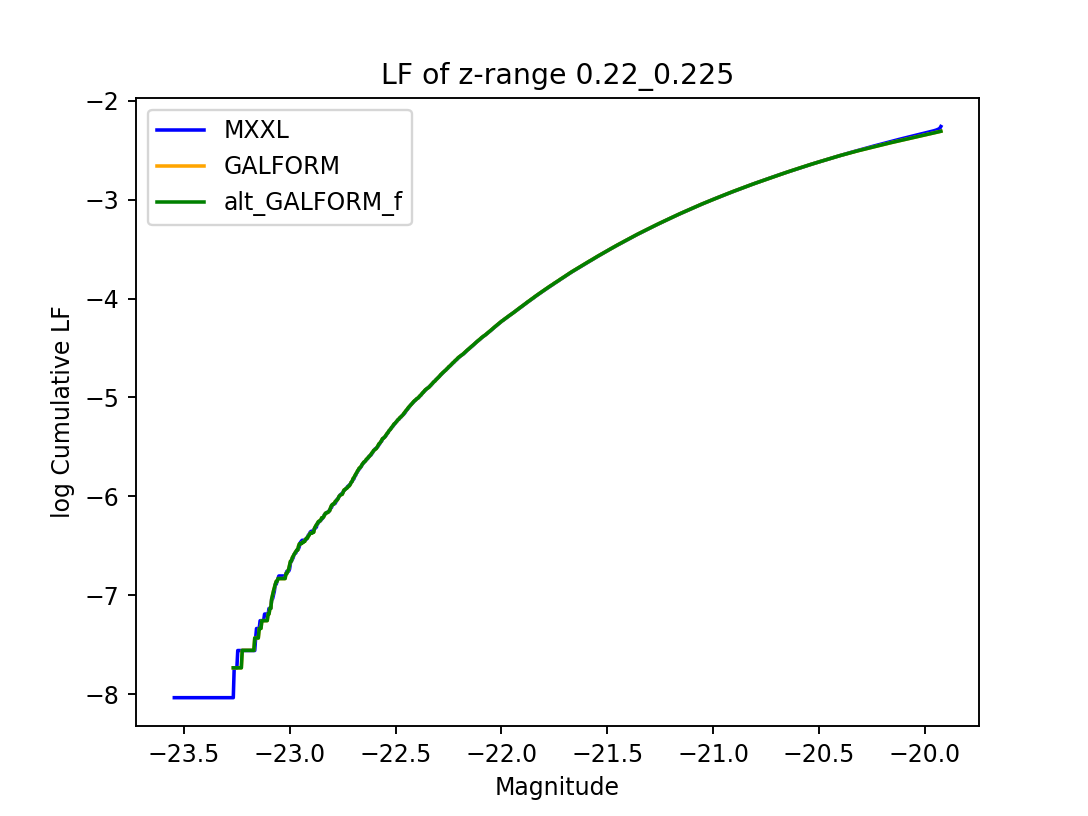 LF of z-range 0.22_0.225
−2
−3
−4
−5
−6
−7
−8
log Cumulative LF
MXXL
GALFORM
alt_GALFORM_f
−23.5 −23.0 −22.5 −22.0 −21.5 −21.0 −20.5 −20.0
Magnitude